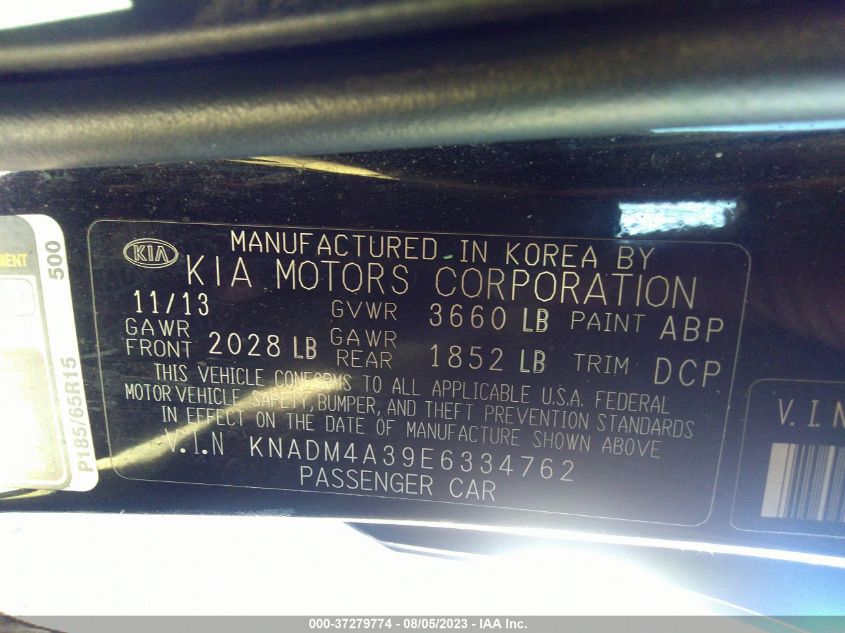 KIA
MANUFACTURED IN KOREA BY
KIA MOTORS CORPORATION
11/13 GVWR 3660 LB PAINT ABP
GAWR FRONT 2028 LB GAWR REAR 1852 LB TRIM DCP
THIS VEHICLE CONFORMS TO ALL APPLICABLE U.S.A. FEDERAL
MOTOR VEHICLE SAFETY, BUMPER, AND THEFT PREVENTION STANDARDS
IN EFFECT ON THE DATE OF MANUFACTURE SHOWN ABOVE
V.I.N KNADM4A39E6334762
PASSENGER CAR
500
P185/65R15
V.I.N
000-37279774 - 08/05/2023 - IAA Inc.